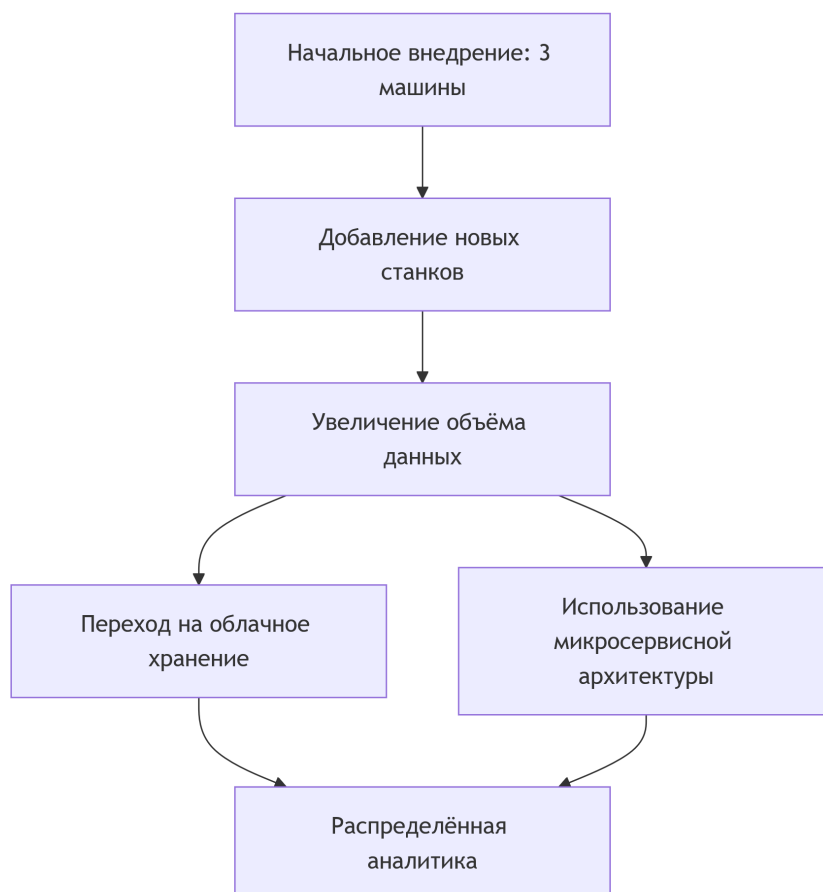 Начальное внедрение: 3
машины
Добавление новых
станков
Увеличение объёма
данных
Переход на облачное
хранение
Использование
микросервисной
архитектуры
Распределённая
аналитика